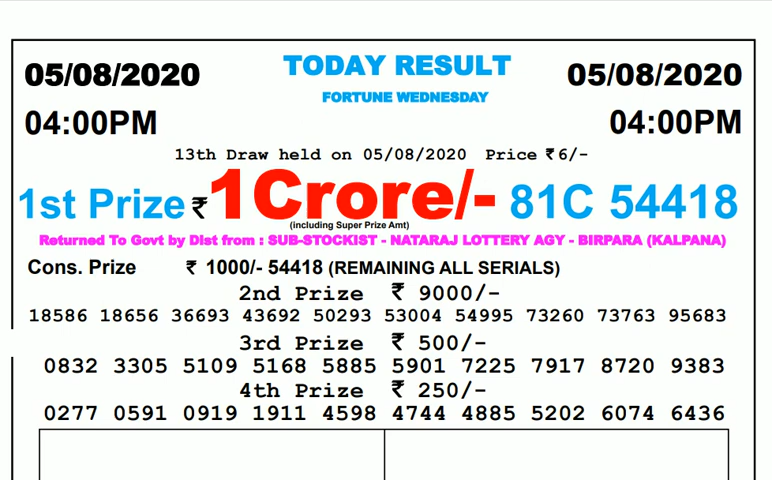 05/08/2020 TODAY RESULT 05/08/2020
FORTUNE WEDNESDAY
04:00PM 04:00PM
13th Draw held on 05/08/2020 Price ₹6/-
1st Prize ₹1Crore/- 81C 54418
(including Super Prize Amt)
Returned To Govt by Dist from : SUB-STOCKIST - NATARAJ LOTTERY AGY - BIRPARA (KALPANA)
Cons. Prize ₹ 1000/- 54418 (REMAINING ALL SERIALS)
2nd Prize ₹ 9000/-
18586 18656 36693 43692 50293 53004 54995 73260 73763 95683
3rd Prize ₹ 500/-
0832 3305 5109 5168 5885 5901 7225 7917 8720 9383
4th Prize ₹ 250/-
0277 0591 0919 1911 4598 4744 4885 5202 6074 6436